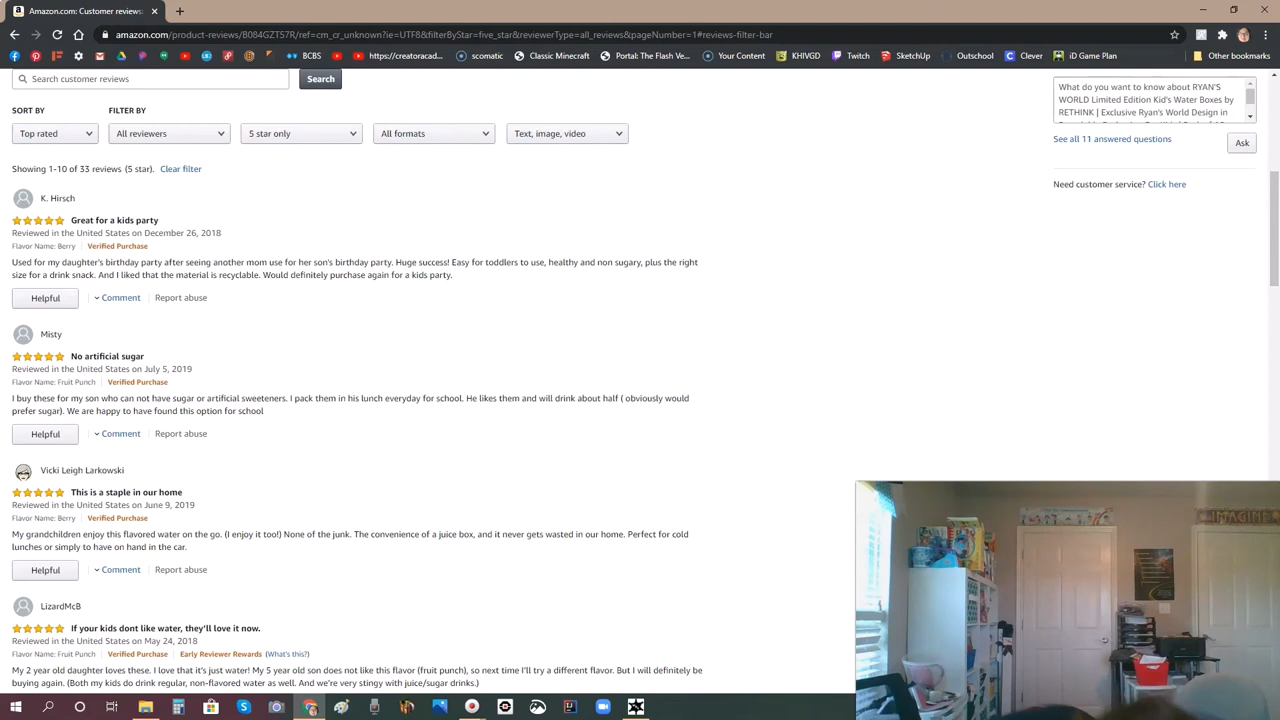 Amazon.com: Customer reviews: R
amazon.com/product-reviews/B084GZTS7R/ref=cm_cr_unknown?ie=UTF8&filterByStar=five_star&reviewerType=all_reviews&pageNumber=1#reviews-filter-bar
BCBS
https://creatoracad...
scomatic
Portal: The Flash Ve...
Your Content
KHIVGD
Twitch
SketchUp
Outschool
Clever
iD Game Plan
Other bookmarks
Search customer reviews
Search
What do you want to know about RYAN'S
WORLD Limited Edition Kid's Water Boxes by
RETHINK | Exclusive Ryan's World Design in
See all 11 answered questions
Ask
Need customer service? Click here
SORT BY
FILTER BY
Top rated
All reviewers
5 star only
All formats
Text, image, video
Showing 1-10 of 33 reviews (5 star). Clear filter
K. Hirsch
Great for a kids party
Reviewed in the United States on December 26, 2018
Flavor Name: Berry | Verified Purchase
Used for my daughter's birthday party after seeing another mom use for her son's birthday party. Huge success! Easy for toddlers to use, healthy and non sugary, plus the right
size for a drink snack. And I liked that the material is recyclable. Would definitely purchase again for a kids party.
Helpful
Comment
Report abuse
Misty
No artificial sugar
Reviewed in the United States on July 5, 2019
Flavor Name: Fruit Punch | Verified Purchase
I buy these for my son who can not have sugar or artificial sweeteners. I pack them in his lunch everyday for school. He likes them and will drink about half ( obviously would
prefer sugar). We are happy to have found this option for school
Helpful
Comment
Report abuse
Vicki Leigh Larkowski
This is a staple in our home
Reviewed in the United States on June 9, 2019
Flavor Name: Berry | Verified Purchase
My grandchildren enjoy this flavored water on the go. (I enjoy it too!) None of the junk. The convenience of a juice box, and it never gets wasted in our home. Perfect for cold
lunches or simply to have on hand in the car.
Helpful
Comment
Report abuse
LizardMcB
If your kids dont like water, they'll love it now.
Reviewed in the United States on May 24, 2018
Flavor Name: Fruit Punch | Verified Purchase | Early Reviewer Rewards (What's this?)
My 2 year old daughter loves these. I love that it's just water! My 5 year old son does not like this flavor (fruit punch), so next time I'll try a different flavor. But I will definitely be
buying again. (Both my kids do drink regular, non-flavored water as well. And we're very stingy with juice/sugar drinks.)
IMAGINE